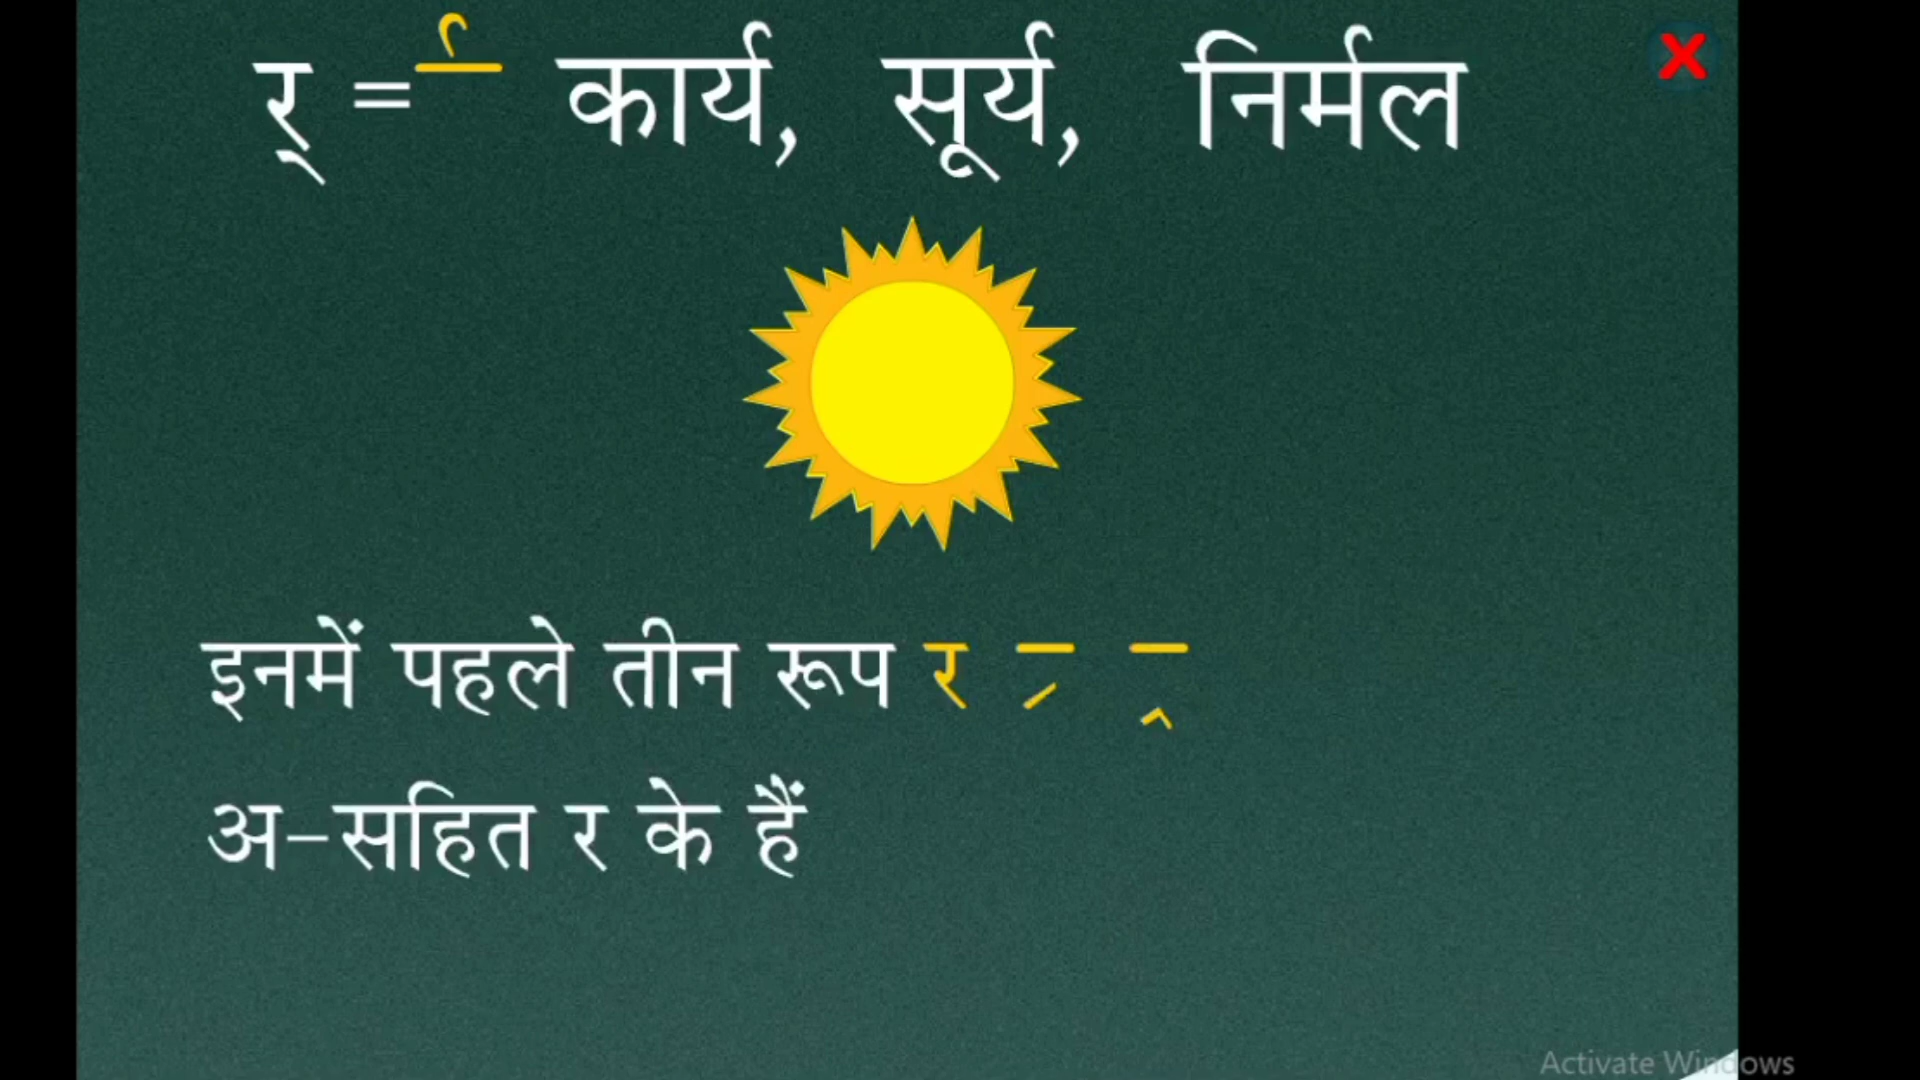 र् = र्  कार्य, सूर्य, निर्मल
इनमें पहले तीन रूप र ्र ्र
अ-सहित र के हैं
Activate Windows